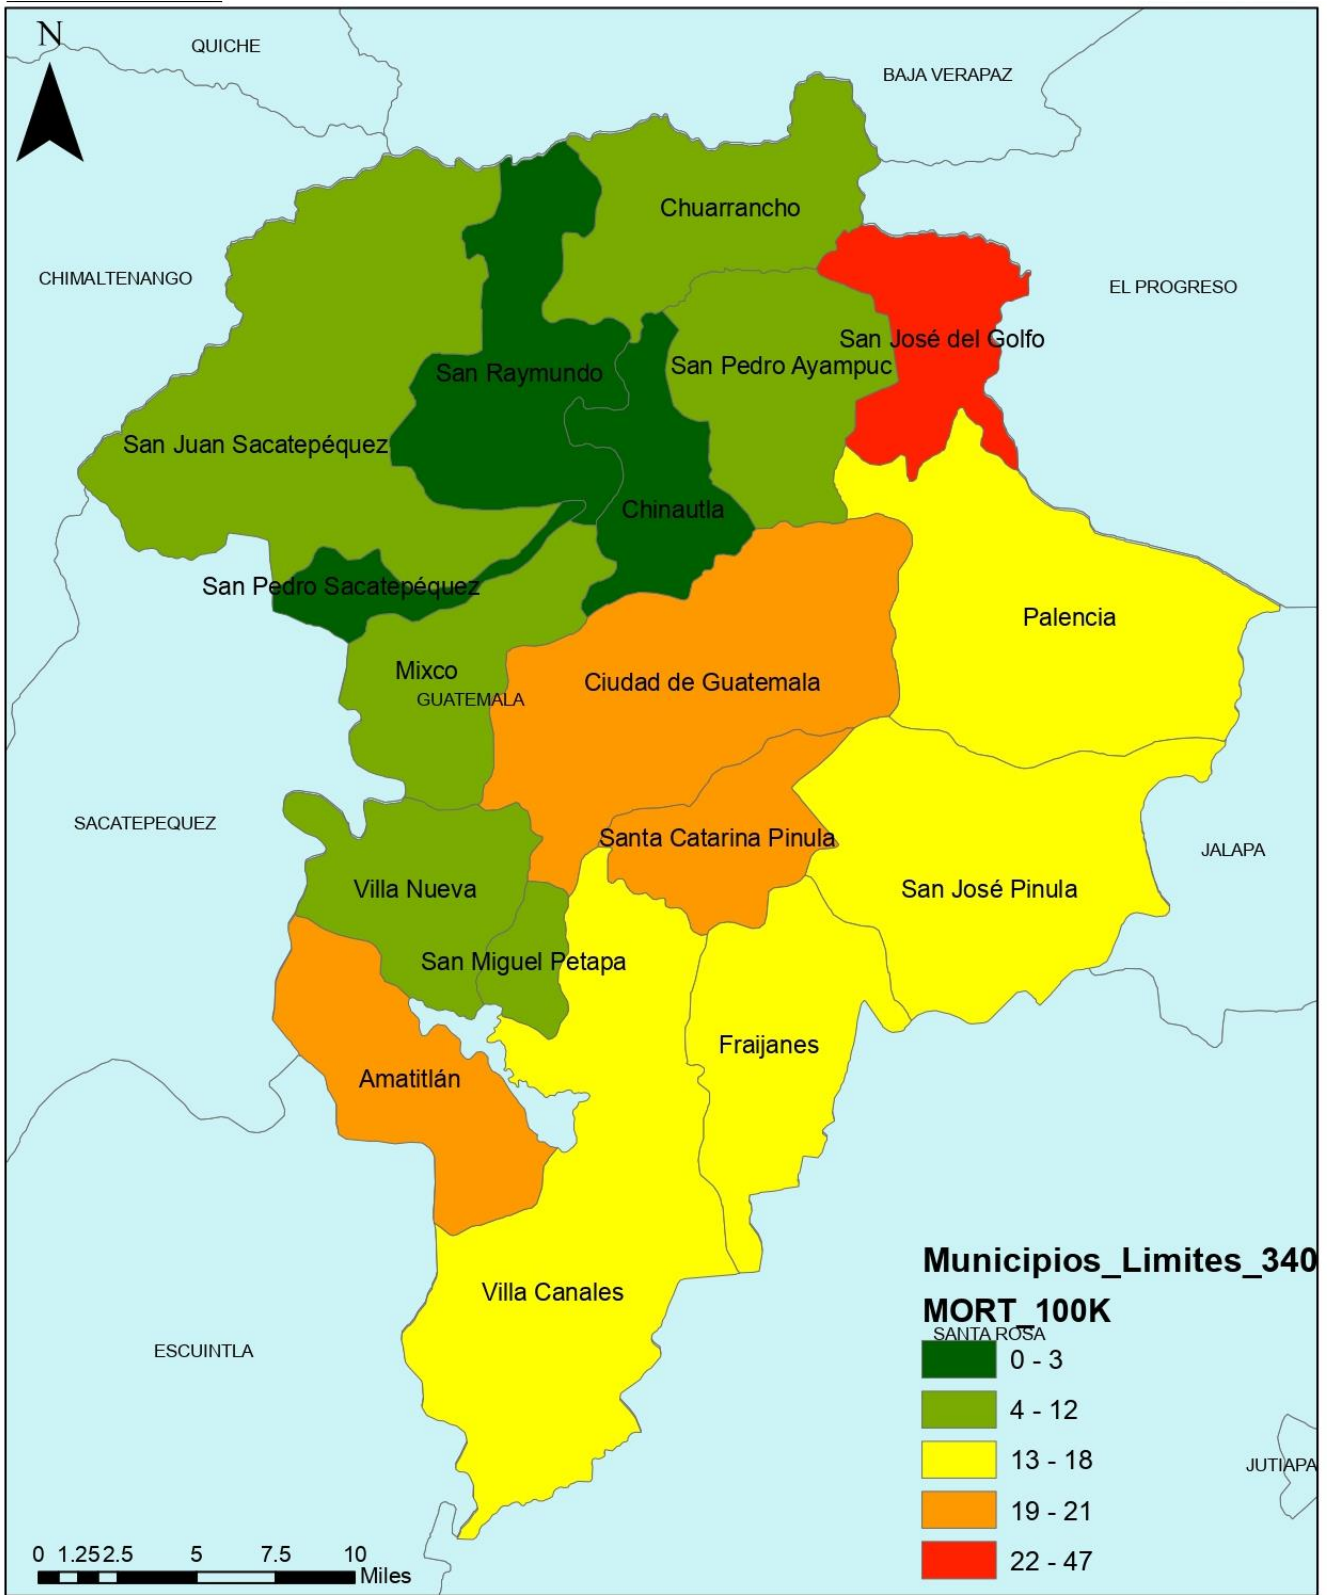 N
QUICHE
BAJA VERAPAZ
Chuarrancho
CHIMALTENANGO
EL PROGRESO
San José del Golfo
San Pedro Ayampuc
San Raymundo
San Juan Sacatepéquez
Chinautla
San Pedro Sacatepéquez
Palencia
Mixco
Ciudad de Guatemala
GUATEMALA
SACATEPEQUEZ
Santa Catarina Pinula
JALAPA
Villa Nueva
San José Pinula
San Miguel Petapa
Fraijanes
Amatitlán
Villa Canales
ESCUINTLA
Municipios_Limites_340
MORT_100K
SANTA ROSA
0 - 3
4 - 12
13 - 18
JUTIAPA
19 - 21
22 - 47
0 1.25 2.5 5 7.5 10
Miles